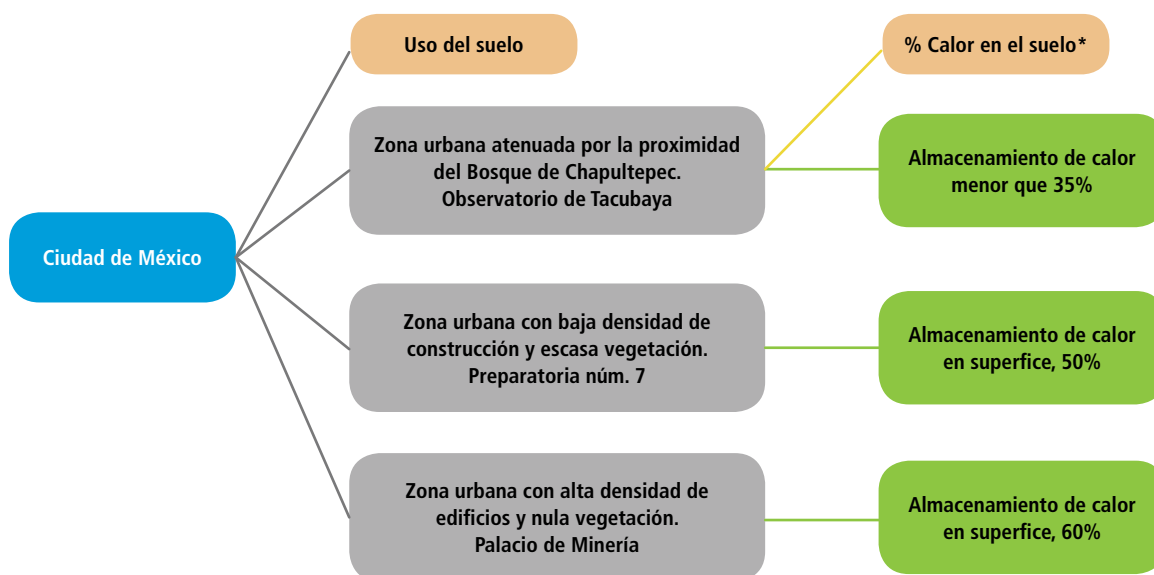 Uso del suelo
% Calor en el suelo*
Ciudad de México
Zona urbana atenuada por la proximidad
del Bosque de Chapultepec.
Observatorio de Tacubaya
Almacenamiento de calor
menor que 35%
Zona urbana con baja densidad de
construcción y escasa vegetación.
Preparatoria núm. 7
Almacenamiento de calor
en superfice, 50%
Zona urbana con alta densidad de
edificios y nula vegetación.
Palacio de Minería
Almacenamiento de calor
en superfice, 60%